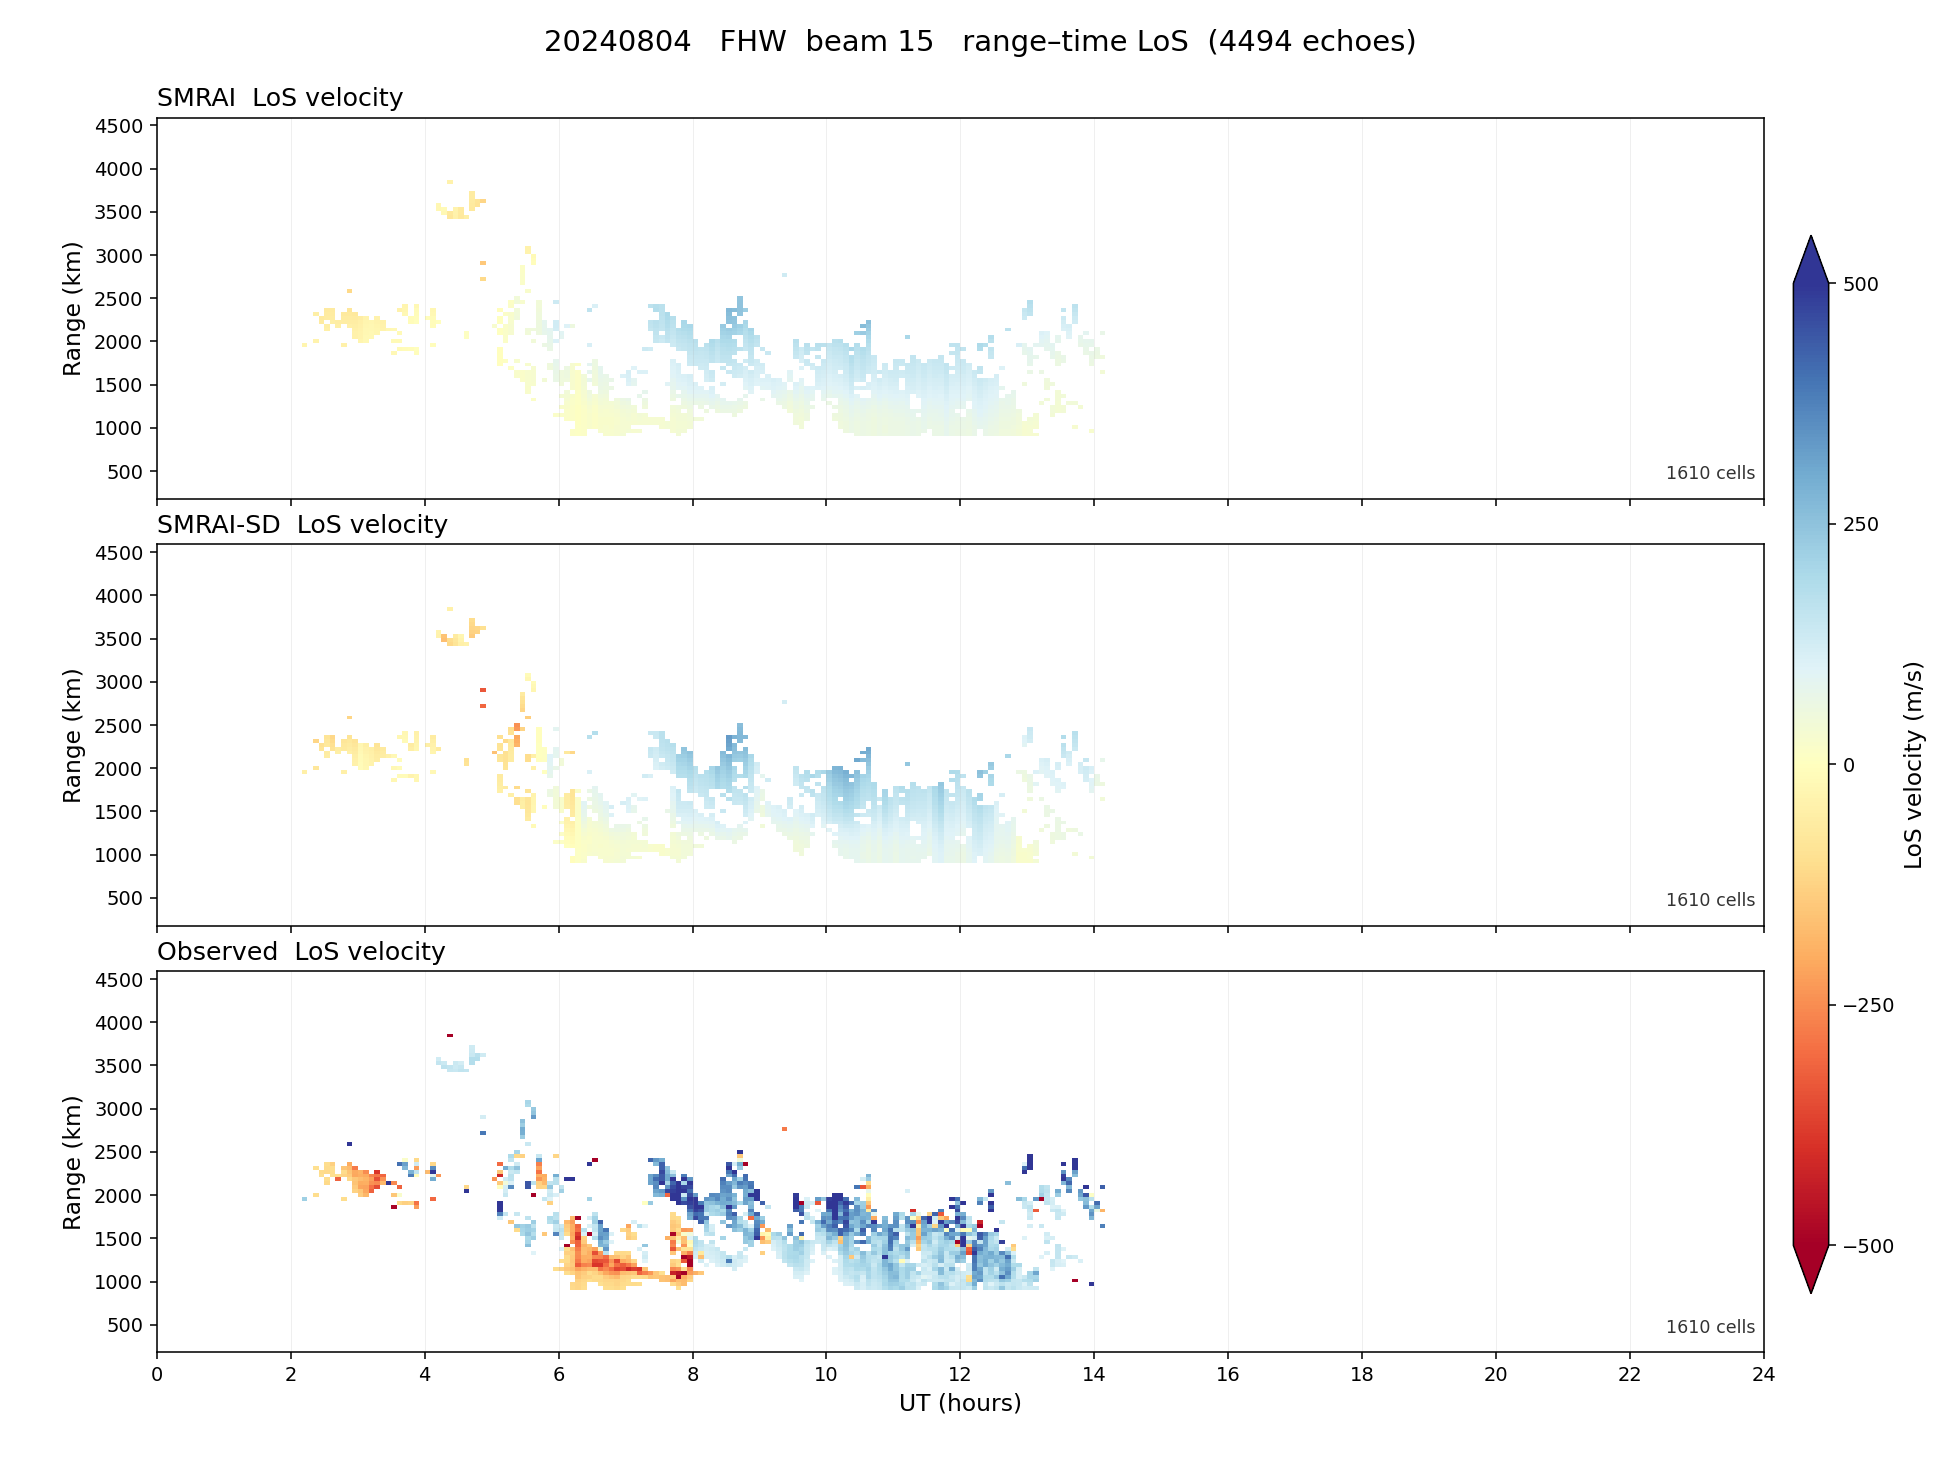 20240804   FHW  beam 15   range–time LoS  (4494 echoes)
SMRAI  LoS velocity
4500
4000
3500
3000
2500
2000
1500
1000
500
Range (km)
1610 cells
SMRAI-SD  LoS velocity
4500
4000
3500
3000
2500
2000
1500
1000
500
Range (km)
1610 cells
Observed  LoS velocity
4500
4000
3500
3000
2500
2000
1500
1000
500
Range (km)
1610 cells
0 2 4 6 8 10 12 14 16 18 20 22 24
UT (hours)
500
250
0
−250
−500
LoS velocity (m/s)